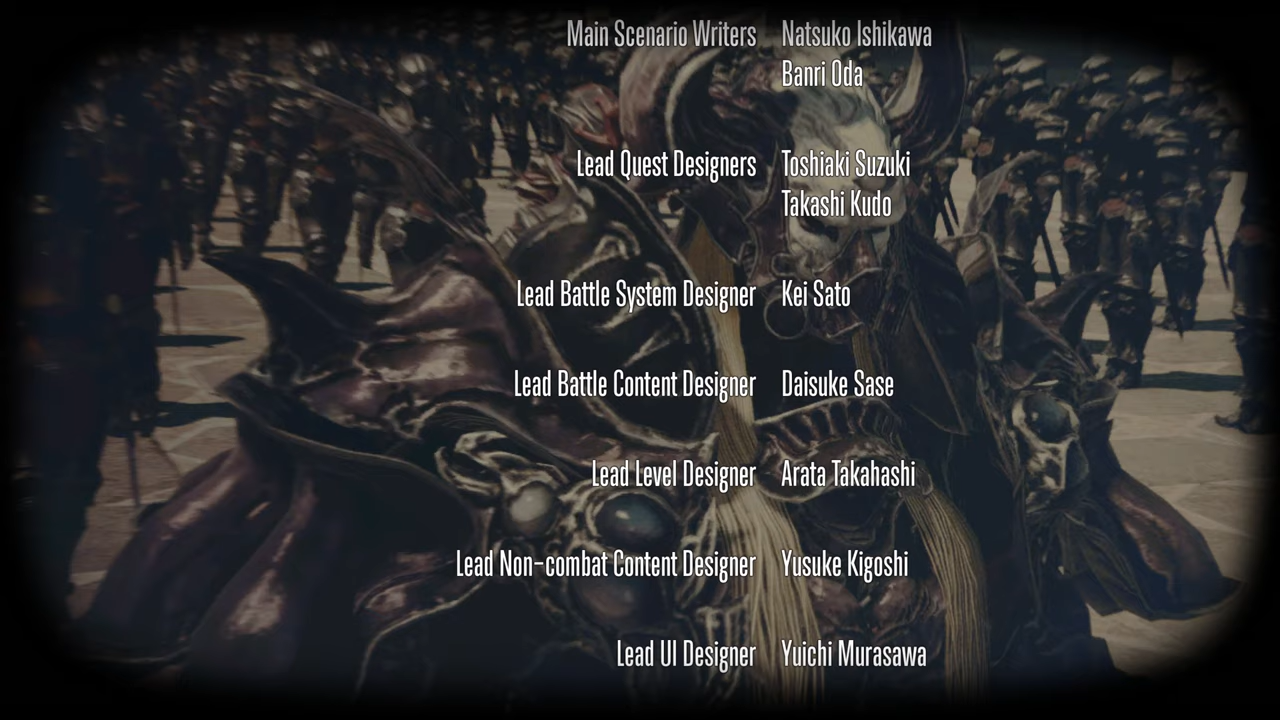 Main Scenario Writers Natsuko Ishikawa
Banri Oda
Lead Quest Designers Toshiaki Suzuki
Takashi Kudo
Lead Battle System Designer Kei Sato
Lead Battle Content Designer Daisuke Sase
Lead Level Designer Arata Takahashi
Lead Non-combat Content Designer Yusuke Kigoshi
Lead UI Designer Yuichi Murasawa